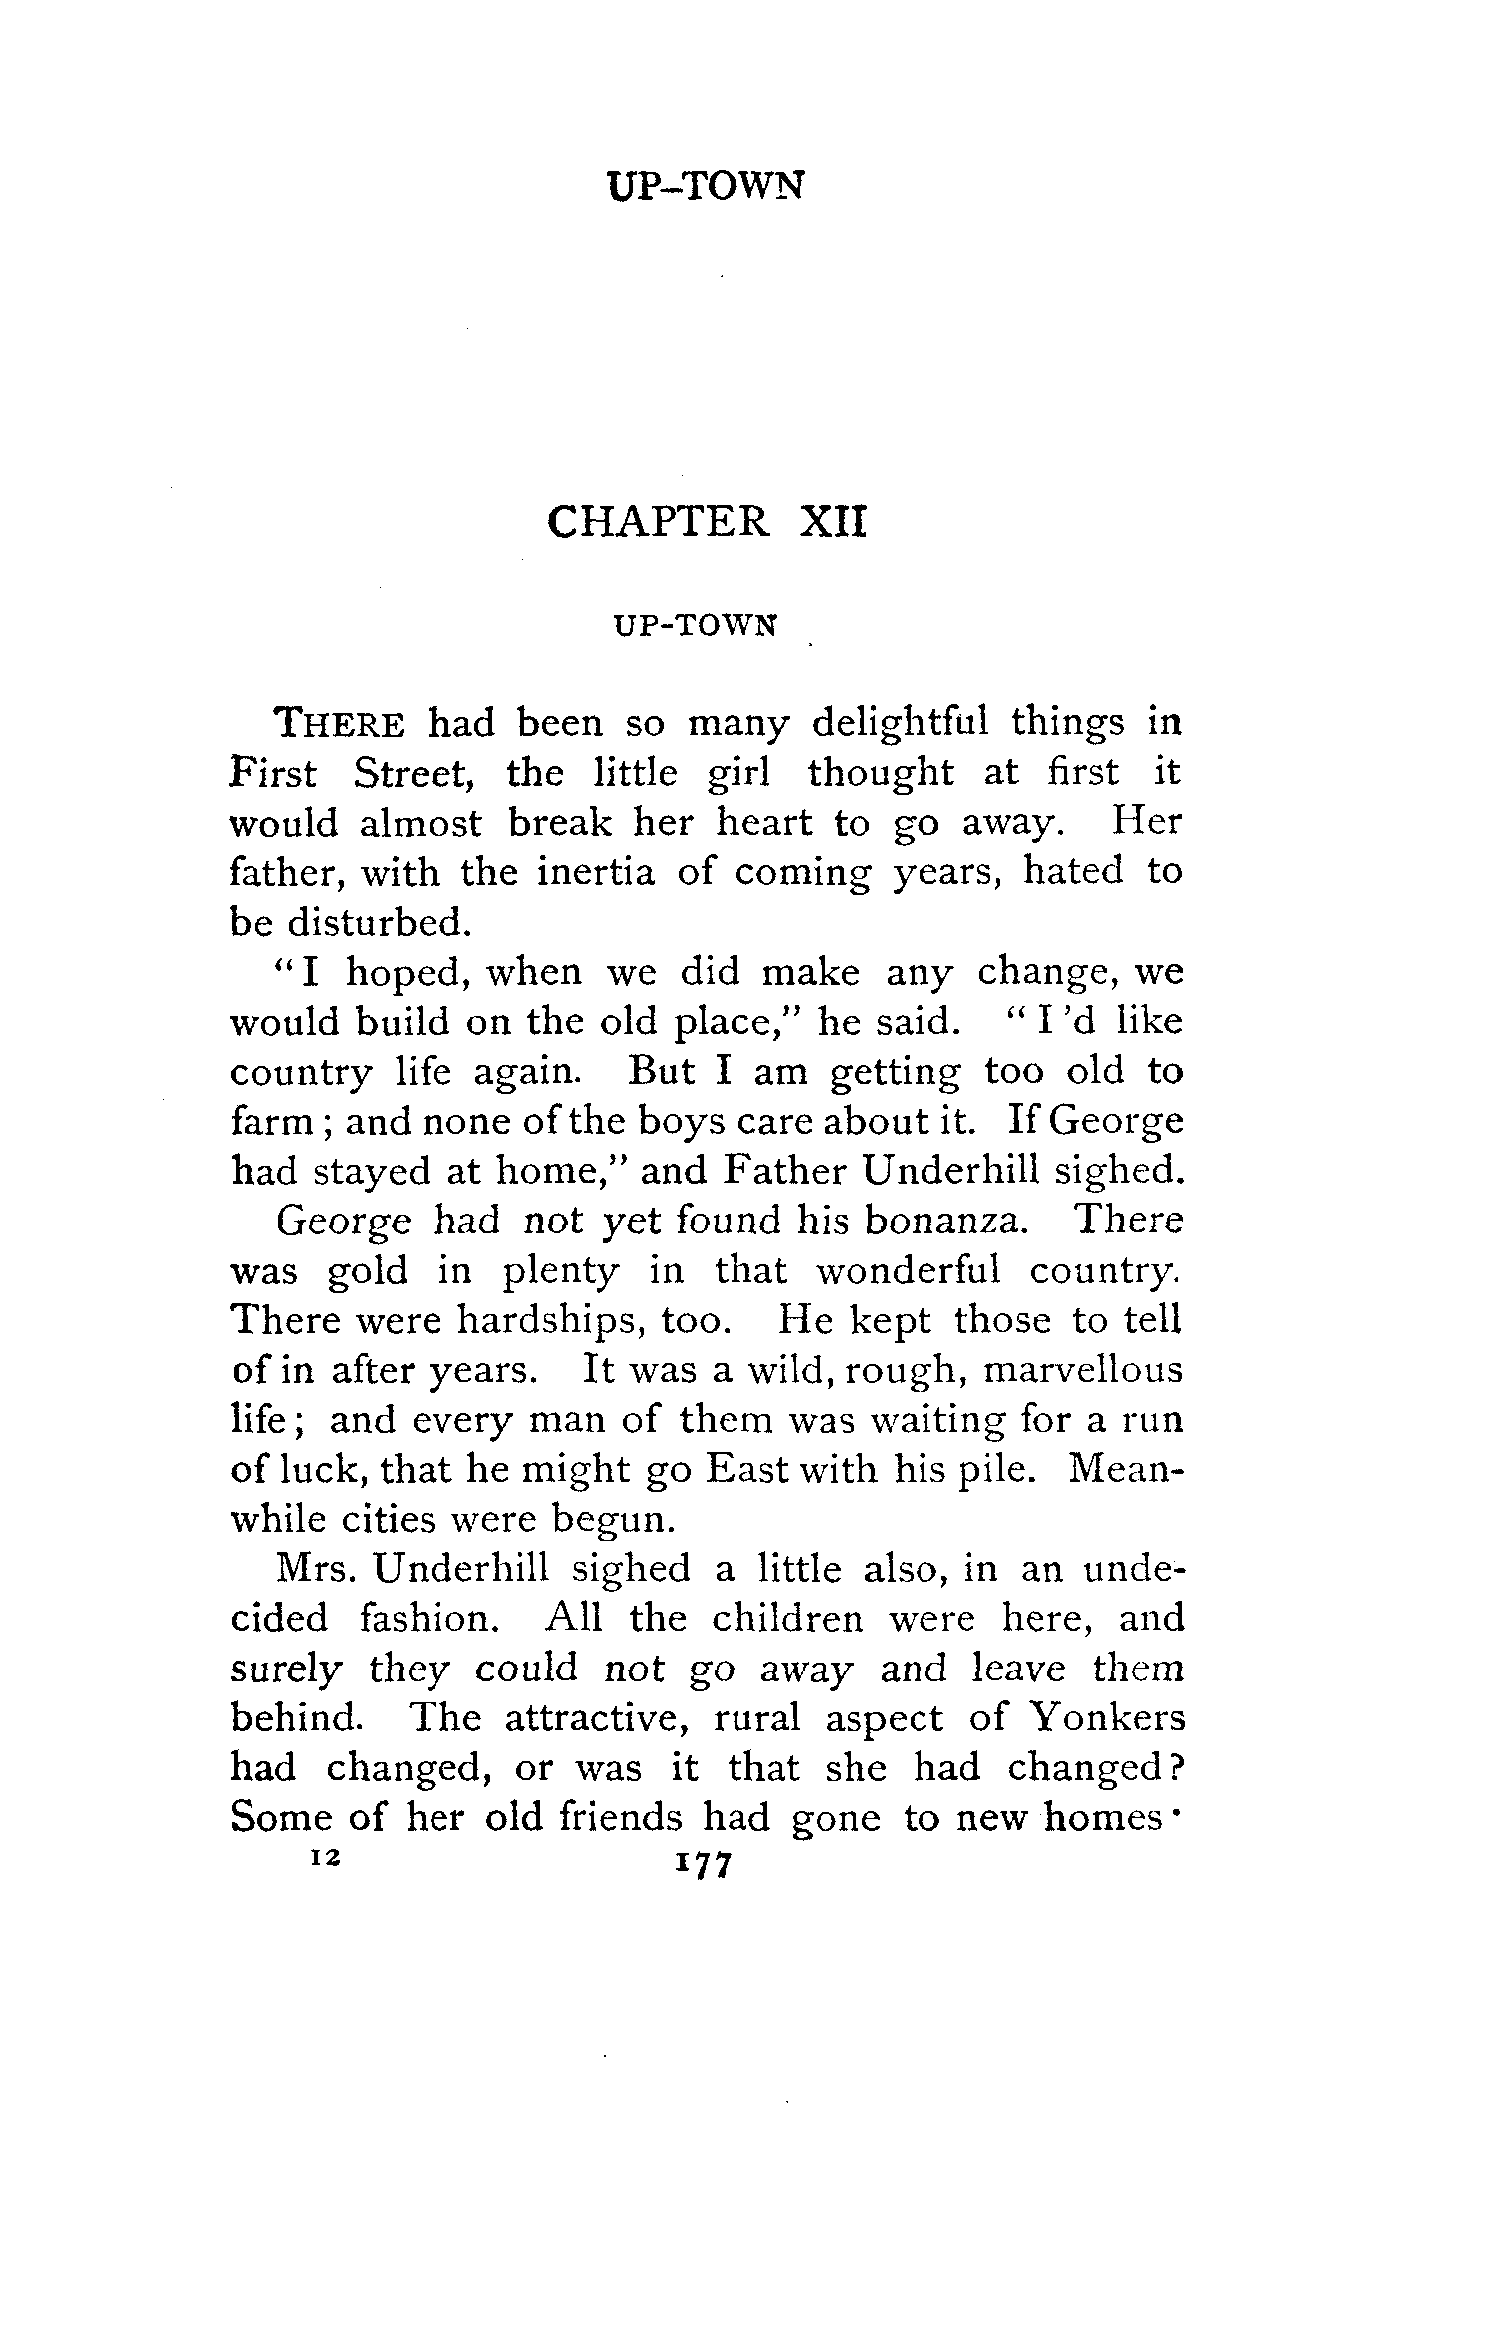 UP-TOWN
CHAPTER XII
UP-TOWN
THERE had been so many delightful things in
First Street, the little girl thought at first it
would almost break her heart to go away. Her
father, with the inertia of coming years, hated to
be disturbed.
"I hoped, when we did make any change, we
would build on the old place," he said. "I'd like
country life again. But I am getting too old to
farm; and none of the boys care about it. If George
had stayed at home," and Father Underhill sighed.
George had not yet found his bonanza. There
was gold in plenty in that wonderful country.
There were hardships, too. He kept those to tell
of in after years. It was a wild, rough, marvellous
life; and every man of them was waiting for a run
of luck, that he might go East with his pile. Mean-
while cities were begun.
Mrs. Underhill sighed a little also, in an unde-
cided fashion. All the children were here, and
surely they could not go away and leave them
behind. The attractive, rural aspect of Yonkers
had changed, or was it that she had changed?
Some of her old friends had gone to new homes·
12 177